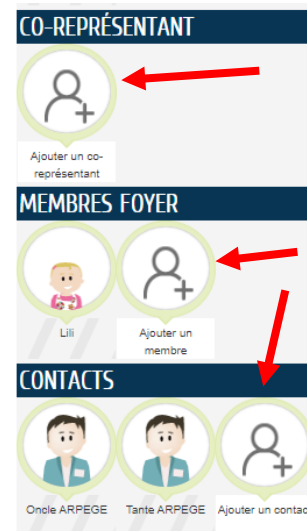 CO-REPRÉSENTANT
Ajouter un co-
représentant
MEMBRES FOYER
Lili
Ajouter un
membre
CONTACTS
Oncle ARPEGE
Tante ARPEGE
Ajouter un contac